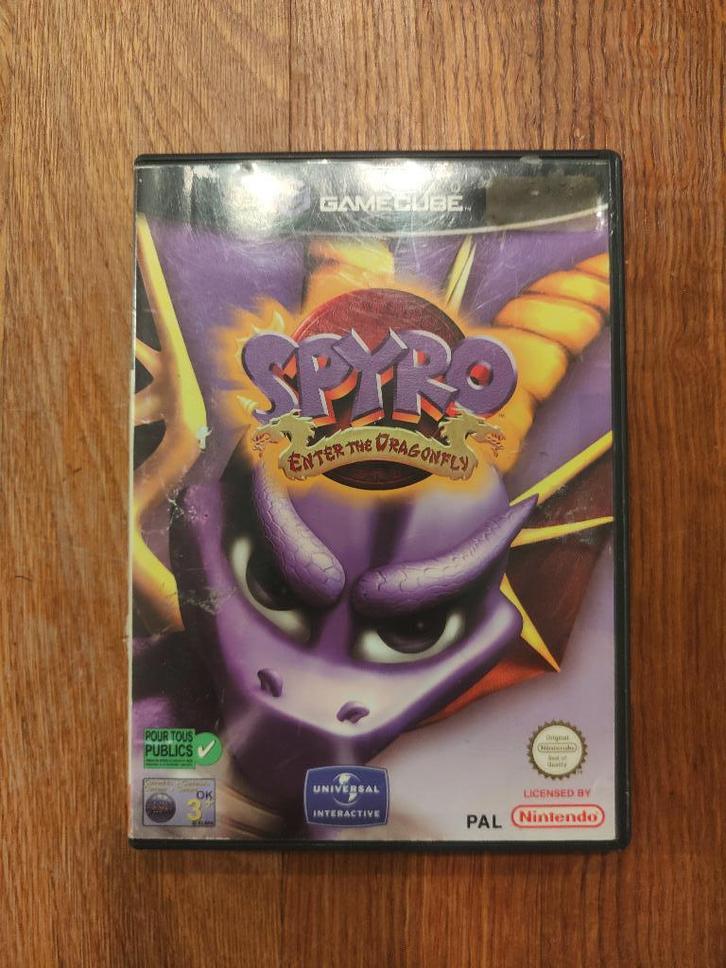 GAMECUBE
SPYRO
ENTER THE DRAGONFLY
POUR TOUS
PUBLICS
OK
3+
UNIVERSAL
INTERACTIVE
Original
Nintendo
Seal of
Quality
LICENSED BY
PAL Nintendo